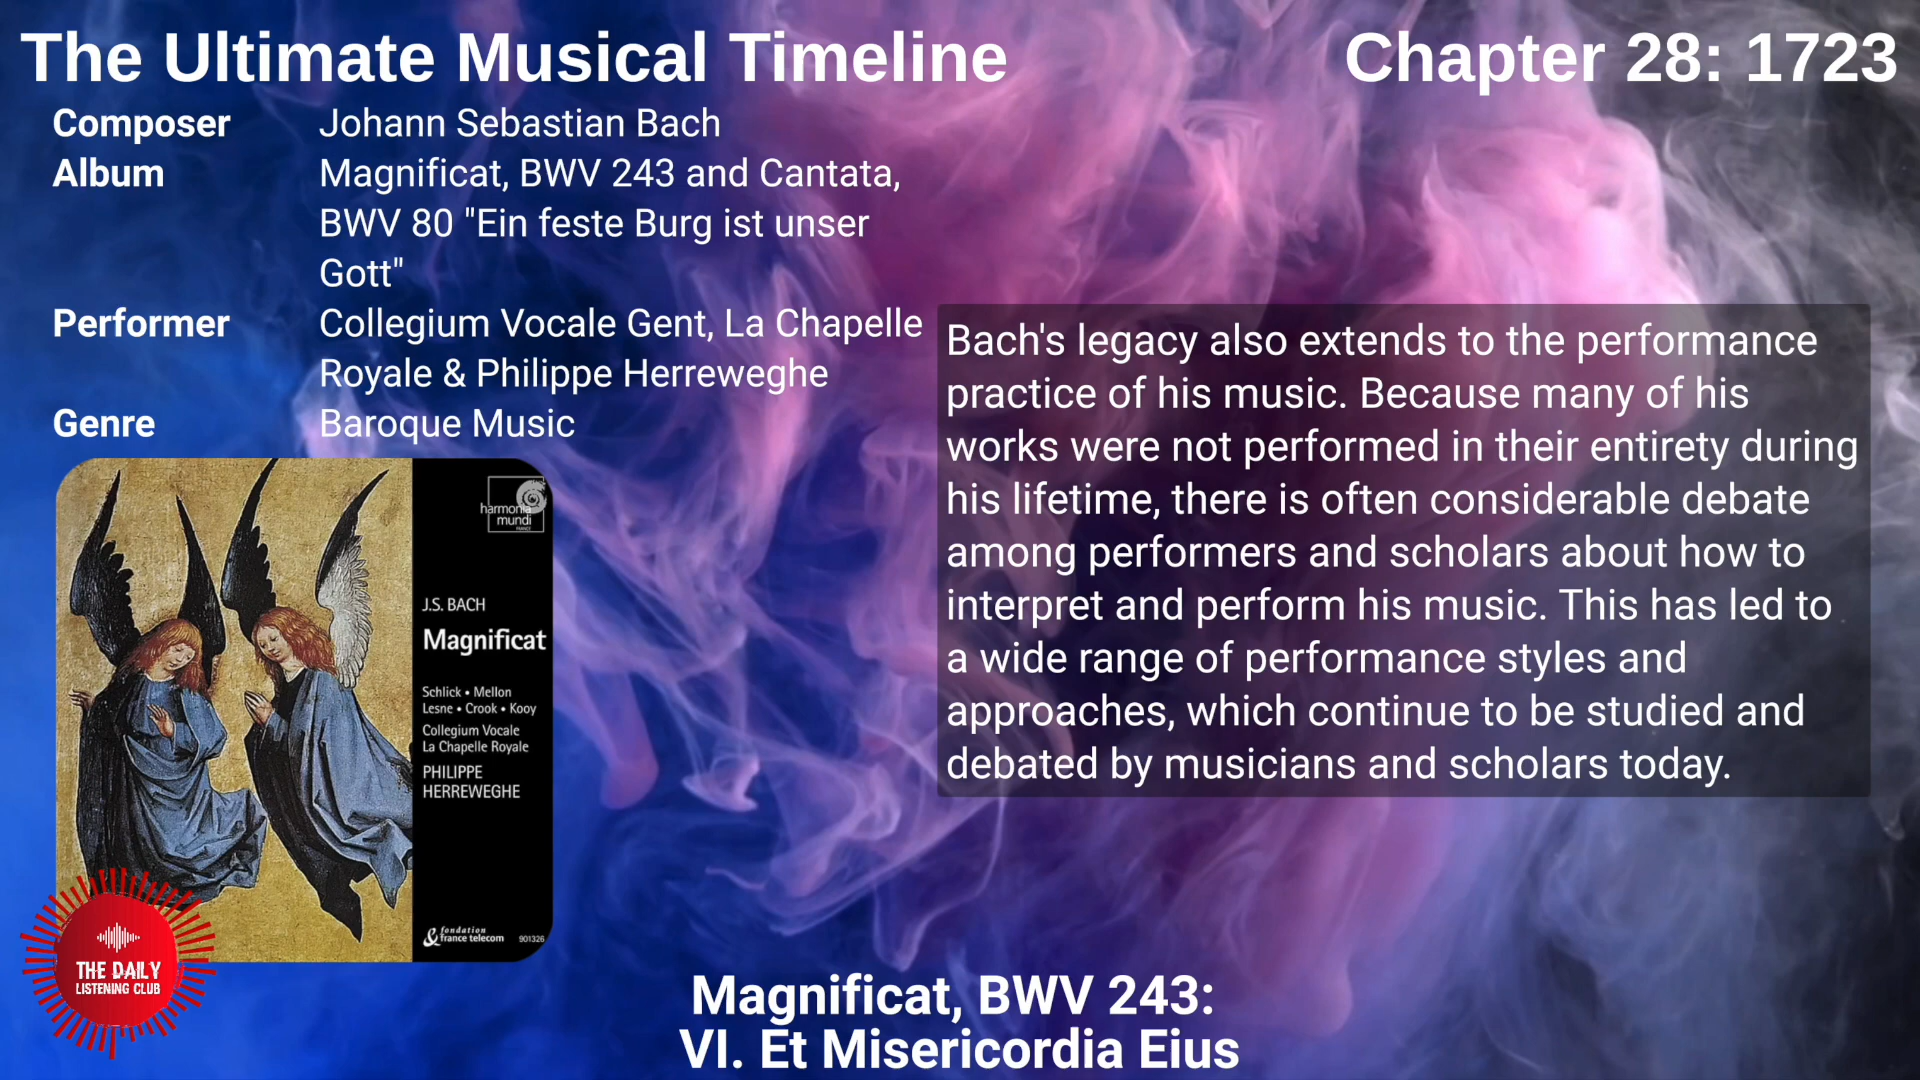 The Ultimate Musical Timeline
Chapter 28: 1723
Composer Johann Sebastian Bach
Album Magnificat, BWV 243 and Cantata,
BWV 80 "Ein feste Burg ist unser
Gott"
Performer Collegium Vocale Gent, La Chapelle
Royale & Philippe Herreweghe
Genre Baroque Music
harmonia
mundi
FRANCE
J.S. BACH
Magnificat
Schlick • Mellon
Lesne • Crook • Kooy
Collegium Vocale
La Chapelle Royale
PHILIPPE
HERREWEGHE
& fondation
france telecom 901326
THE DAILY
LISTENING CLUB
Bach's legacy also extends to the performance
practice of his music. Because many of his
works were not performed in their entirety during
his lifetime, there is often considerable debate
among performers and scholars about how to
interpret and perform his music. This has led to
a wide range of performance styles and
approaches, which continue to be studied and
debated by musicians and scholars today.
Magnificat, BWV 243:
VI. Et Misericordia Eius